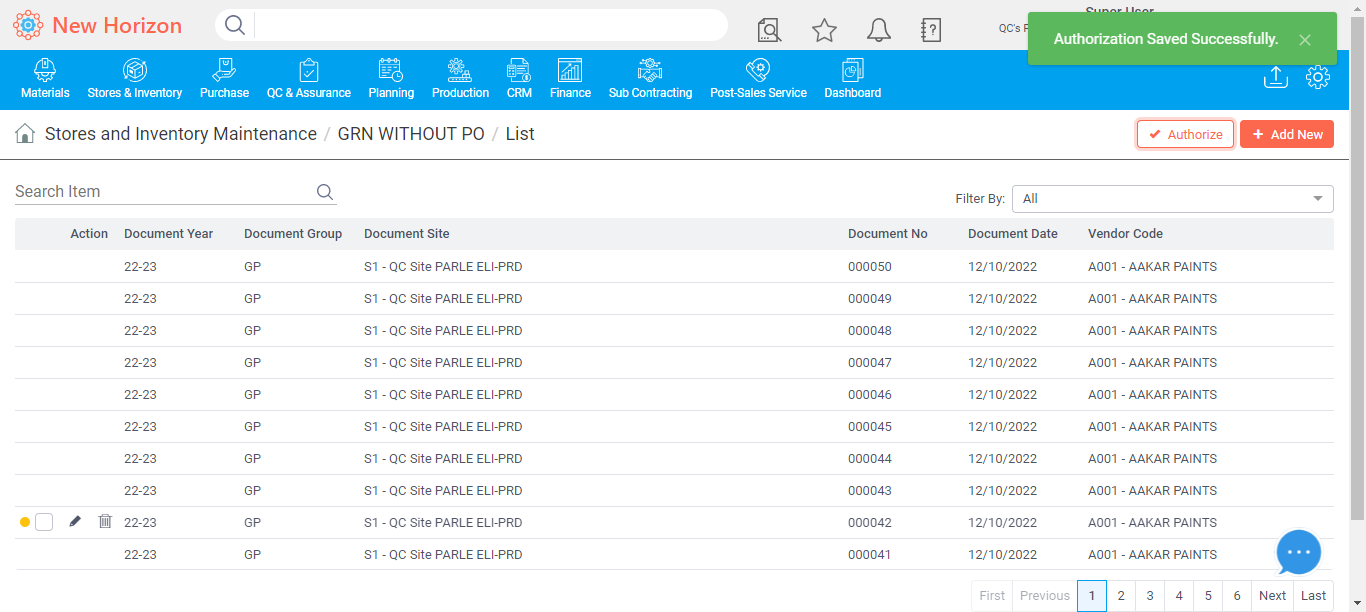 New Horizon
Super User
QC's P
Authorization Saved Successfully.
Materials Stores & Inventory Purchase QC & Assurance Planning Production CRM Finance Sub Contracting Post-Sales Service Dashboard
Stores and Inventory Maintenance / GRN WITHOUT PO / List
Authorize Add New
Search Item
Filter By: All
Action Document Year Document Group Document Site Document No Document Date Vendor Code
22-23 GP S1 - QC Site PARLE ELI-PRD 000050 12/10/2022 A001 - AAKAR PAINTS
22-23 GP S1 - QC Site PARLE ELI-PRD 000049 12/10/2022 A001 - AAKAR PAINTS
22-23 GP S1 - QC Site PARLE ELI-PRD 000048 12/10/2022 A001 - AAKAR PAINTS
22-23 GP S1 - QC Site PARLE ELI-PRD 000047 12/10/2022 A001 - AAKAR PAINTS
22-23 GP S1 - QC Site PARLE ELI-PRD 000046 12/10/2022 A001 - AAKAR PAINTS
22-23 GP S1 - QC Site PARLE ELI-PRD 000045 12/10/2022 A001 - AAKAR PAINTS
22-23 GP S1 - QC Site PARLE ELI-PRD 000044 12/10/2022 A001 - AAKAR PAINTS
22-23 GP S1 - QC Site PARLE ELI-PRD 000043 12/10/2022 A001 - AAKAR PAINTS
22-23 GP S1 - QC Site PARLE ELI-PRD 000042 12/10/2022 A001 - AAKAR PAINTS
22-23 GP S1 - QC Site PARLE ELI-PRD 000041 12/10/2022 A001 - AAKAR PAINTS
First Previous 1 2 3 4 5 6 Next Last